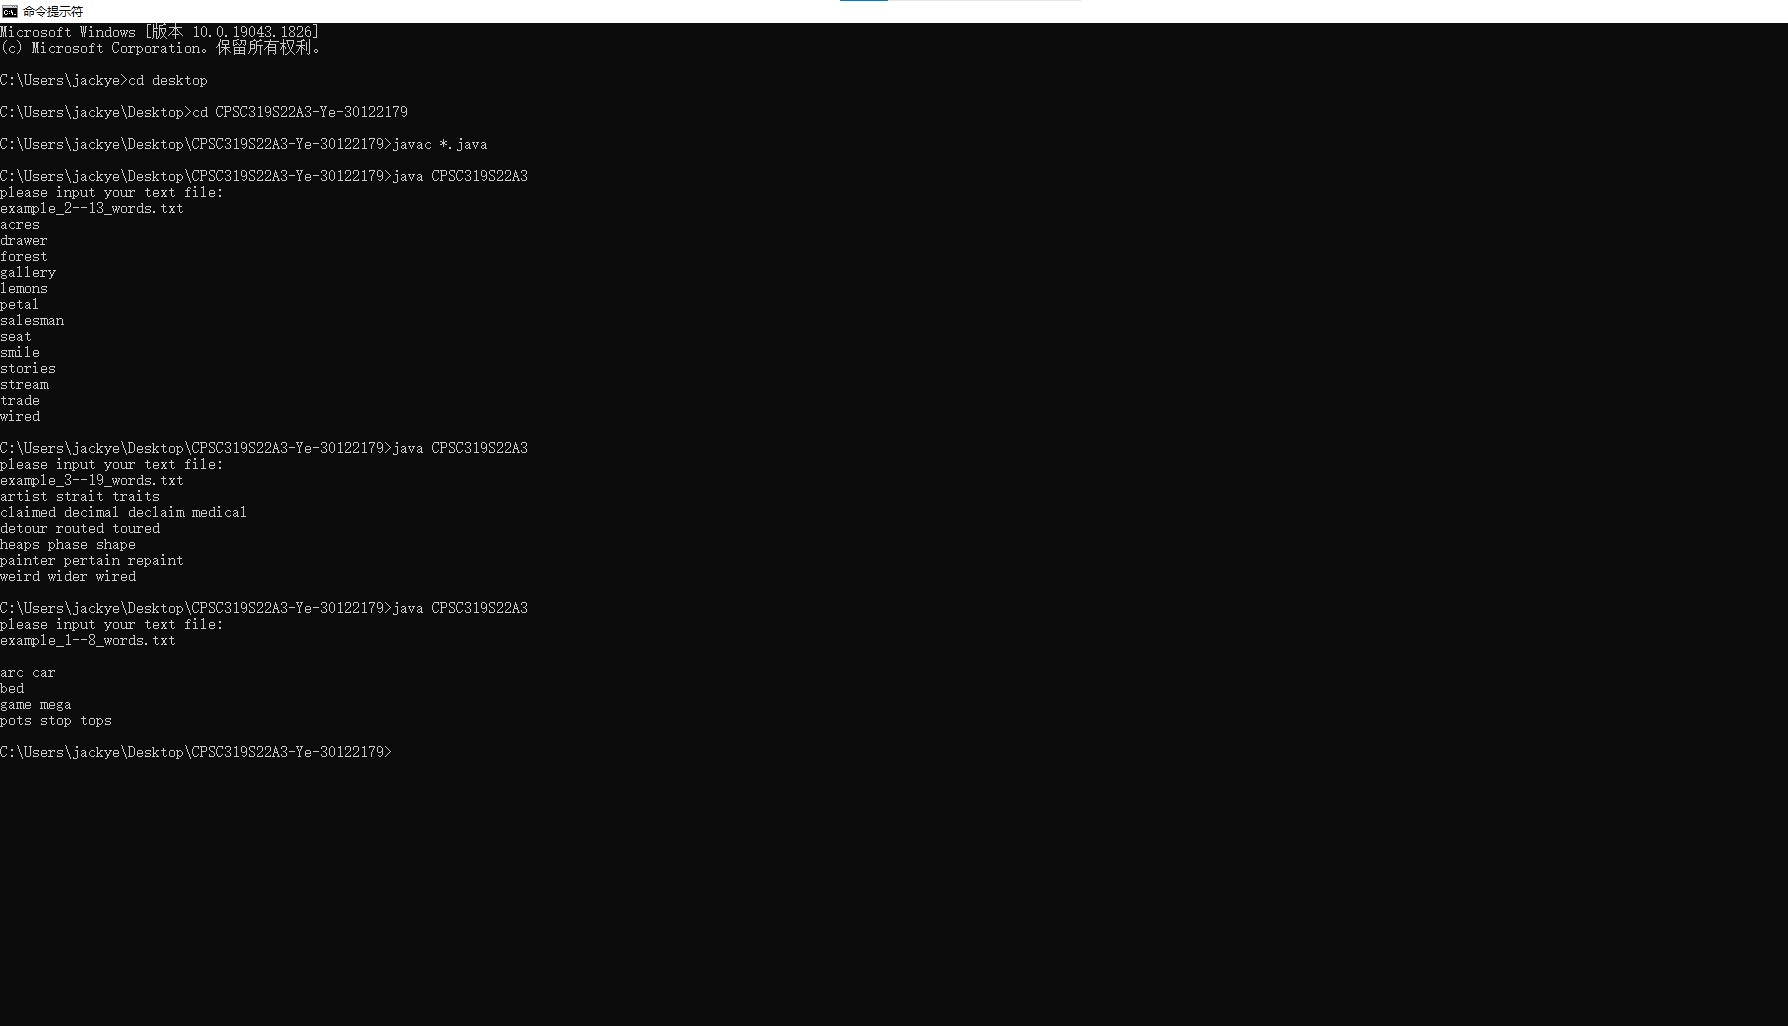 命令提示符
Microsoft Windows [版本 10.0.19043.1826]
(c) Microsoft Corporation。保留所有权利。
C:\Users\jackye>cd desktop
C:\Users\jackye\Desktop>cd CPSC319S22A3-Ye-30122179
C:\Users\jackye\Desktop\CPSC319S22A3-Ye-30122179>javac *.java
C:\Users\jackye\Desktop\CPSC319S22A3-Ye-30122179>java CPSC319S22A3
please input your text file:
example_2--13_words.txt
acres
drawer
forest
gallery
lemons
petal
salesman
seat
smile
stories
stream
trade
wired
C:\Users\jackye\Desktop\CPSC319S22A3-Ye-30122179>java CPSC319S22A3
please input your text file:
example_3--19_words.txt
artist strait traits
claimed decimal declaim medical
detour routed toured
heaps phase shape
painter pertain repaint
weird wider wired
C:\Users\jackye\Desktop\CPSC319S22A3-Ye-30122179>java CPSC319S22A3
please input your text file:
example_1--8_words.txt
arc car
bed
game mega
pots stop tops
C:\Users\jackye\Desktop\CPSC319S22A3-Ye-30122179>